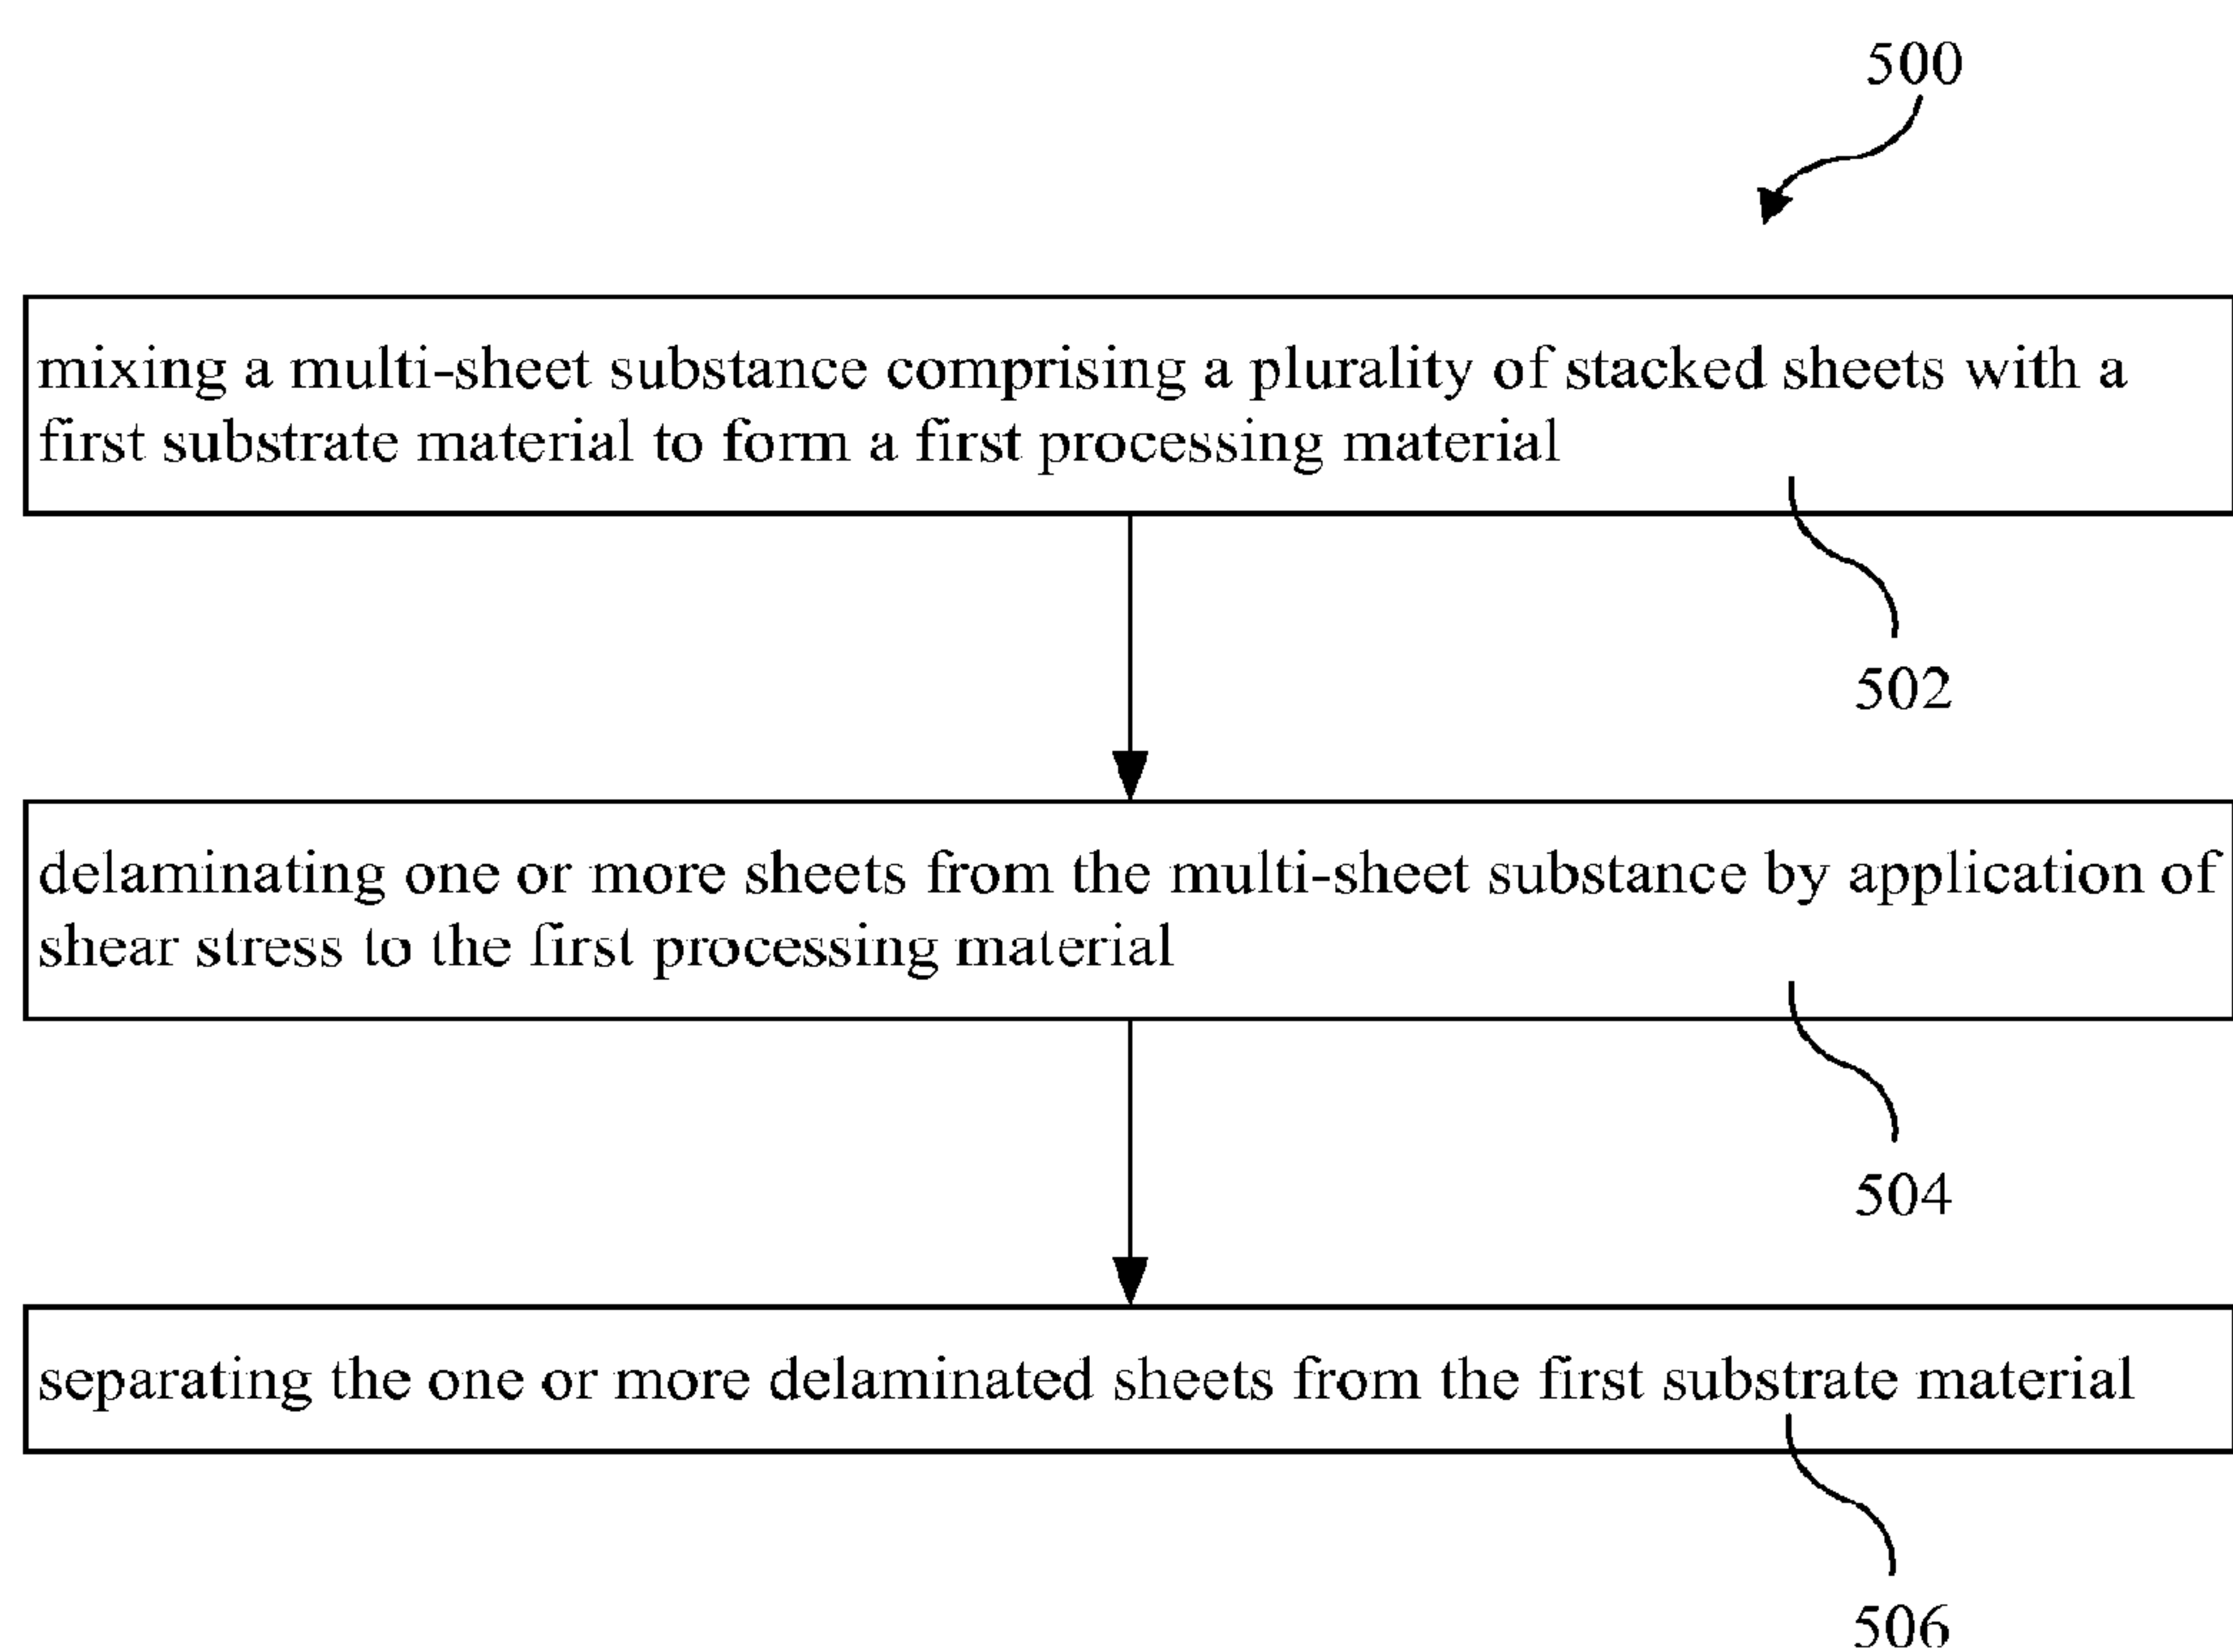 500
mixing a multi-sheet substance comprising a plurality of stacked sheets with a
first substrate material to form a first processing material
502
delaminating one or more sheets from the multi-sheet substance by application of
shear stress to the first processing material
504
separating the one or more delaminated sheets from the first substrate material
506